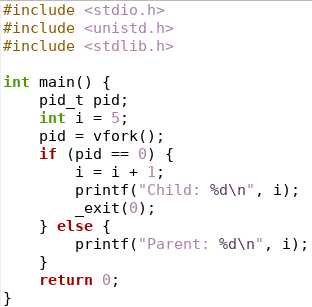 #include <stdio.h>
#include <unistd.h>
#include <stdlib.h>

int main() {
    pid_t pid;
    int i = 5;
    pid = vfork();
    if (pid == 0) {
        i = i + 1;
        printf("Child: %d\n", i);
        _exit(0);
    } else {
        printf("Parent: %d\n", i);
    }
    return 0;
}